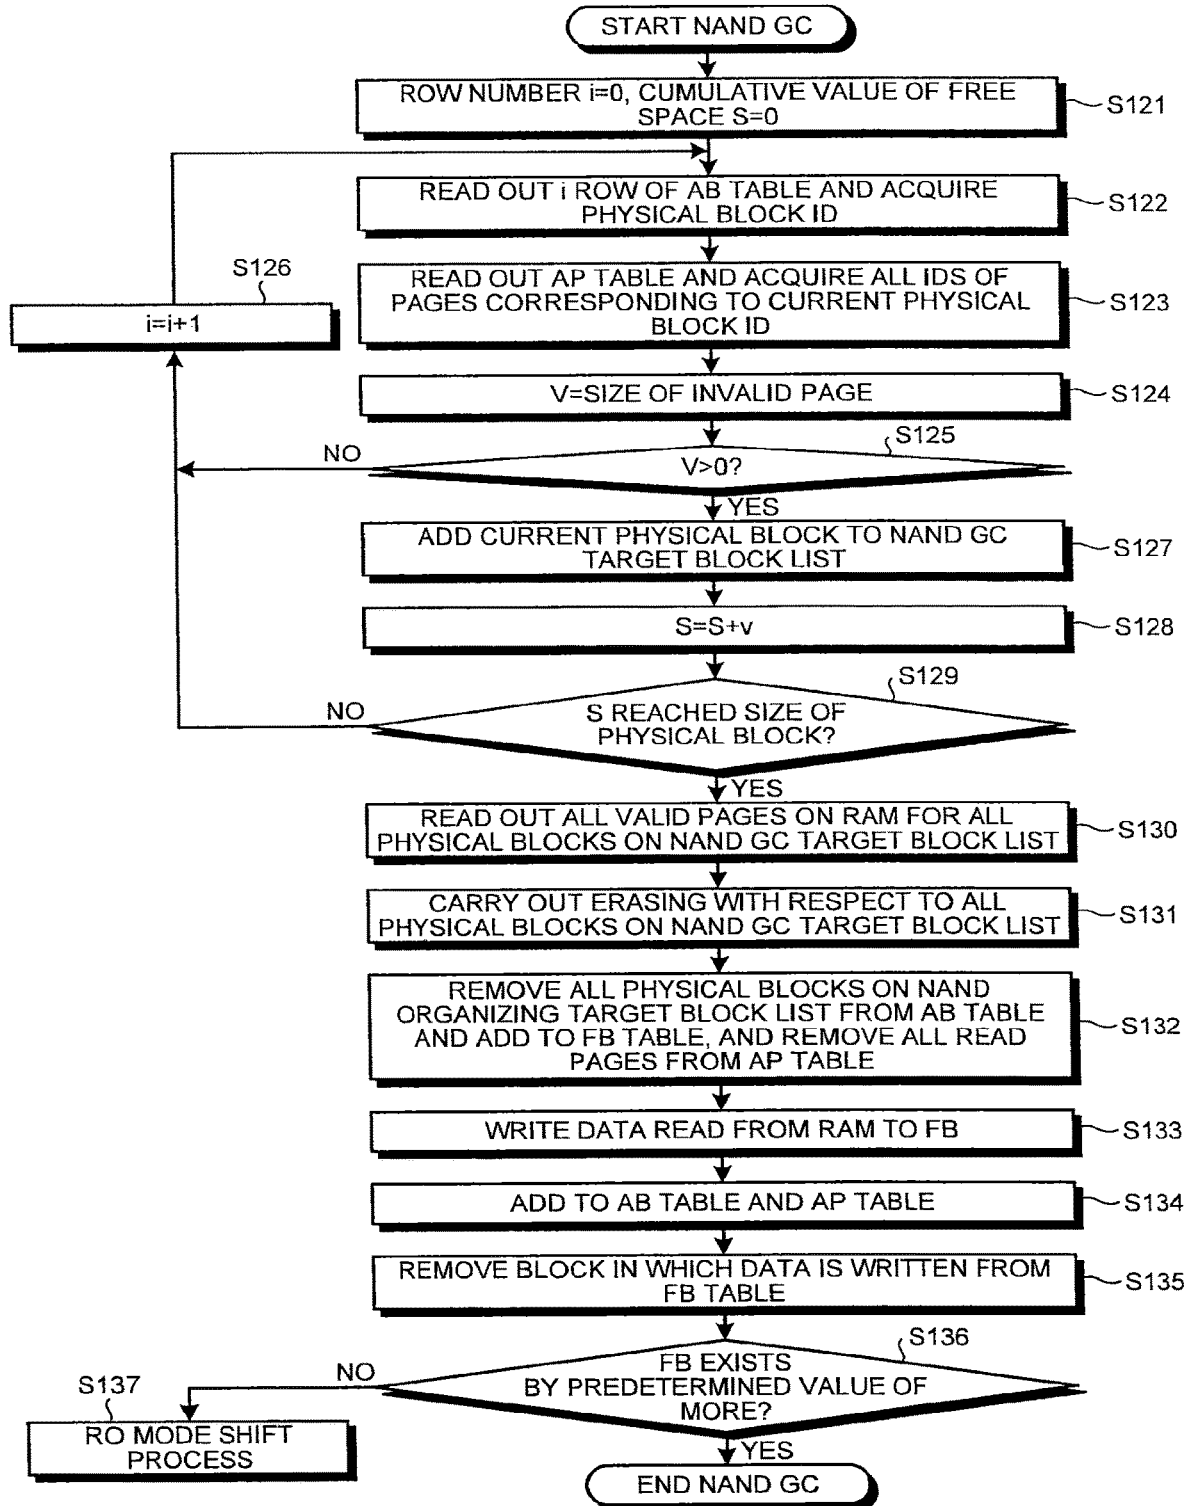 START NAND GC
ROW NUMBER i=0, CUMULATIVE VALUE OF FREE
SPACE S=0
S121
READ OUT i ROW OF AB TABLE AND ACQUIRE
PHYSICAL BLOCK ID
S122
S126
i=i+1
READ OUT AP TABLE AND ACQUIRE ALL IDS OF
PAGES CORRESPONDING TO CURRENT PHYSICAL
BLOCK ID
S123
V=SIZE OF INVALID PAGE
S124
S125
NO
V>0?
YES
ADD CURRENT PHYSICAL BLOCK TO NAND GC
TARGET BLOCK LIST
S127
S=S+v
S128
S129
NO
S REACHED SIZE OF
PHYSICAL BLOCK?
YES
READ OUT ALL VALID PAGES ON RAM FOR ALL
PHYSICAL BLOCKS ON NAND GC TARGET BLOCK LIST
S130
CARRY OUT ERASING WITH RESPECT TO ALL
PHYSICAL BLOCKS ON NAND GC TARGET BLOCK LIST
S131
REMOVE ALL PHYSICAL BLOCKS ON NAND
ORGANIZING TARGET BLOCK LIST FROM AB TABLE
AND ADD TO FB TABLE, AND REMOVE ALL READ
PAGES FROM AP TABLE
S132
WRITE DATA READ FROM RAM TO FB
S133
ADD TO AB TABLE AND AP TABLE
S134
REMOVE BLOCK IN WHICH DATA IS WRITTEN FROM
FB TABLE
S135
S136
NO
FB EXISTS
BY PREDETERMINED VALUE OF
MORE?
S137
RO MODE SHIFT
PROCESS
YES
END NAND GC